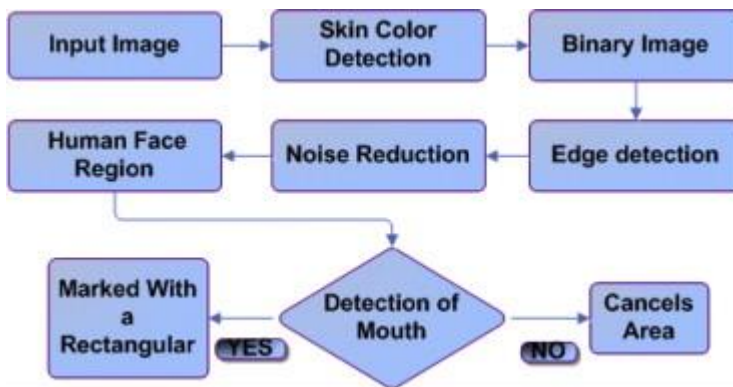 Input Image
Skin Color
Detection
Binary Image
Human Face
Region
Noise Reduction
Edge detection
Marked With
a
Rectangular
YES
Detection of
Mouth
NO
Cancels
Area